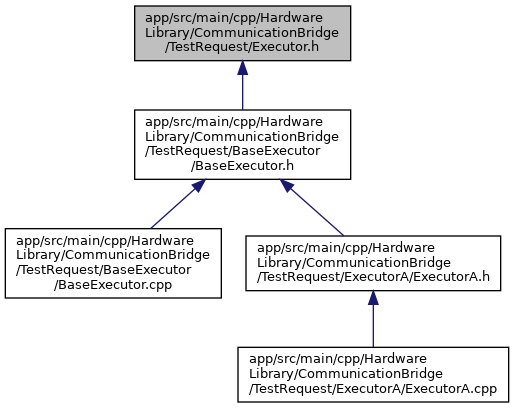 app/src/main/cpp/Hardware
Library/CommunicationBridge
/TestRequest/Executor.h
app/src/main/cpp/Hardware
Library/CommunicationBridge
/TestRequest/BaseExecutor
/BaseExecutor.h
app/src/main/cpp/Hardware
Library/CommunicationBridge
/TestRequest/BaseExecutor
/BaseExecutor.cpp
app/src/main/cpp/Hardware
Library/CommunicationBridge
/TestRequest/ExecutorA/ExecutorA.h
app/src/main/cpp/Hardware
Library/CommunicationBridge
/TestRequest/ExecutorA/ExecutorA.cpp